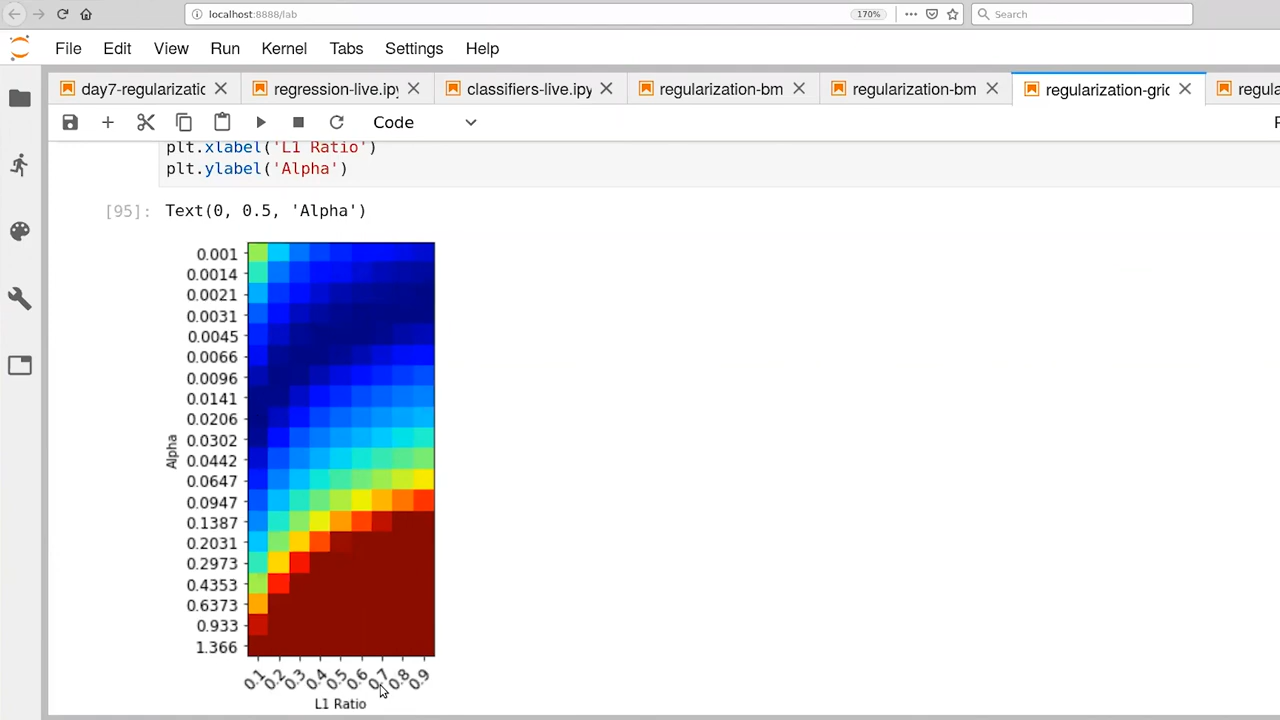 localhost:8888/lab
170%
Search
File Edit View Run Kernel Tabs Settings Help
day7-regularizatic
regression-live.ipy
classifiers-live.ipy
regularization-bm
regularization-bm
regularization-gric
regula
Code
plt.xlabel('L1 Ratio')
plt.ylabel('Alpha')
[95]: Text(0, 0.5, 'Alpha')
0.001
0.0014
0.0021
0.0031
0.0045
0.0066
0.0096
0.0141
0.0206
0.0302
0.0442
0.0647
0.0947
0.1387
0.2031
0.2973
0.4353
0.6373
0.933
1.366
Alpha
0.1 0.2 0.3 0.4 0.5 0.6 0.7 0.8 0.9
L1 Ratio